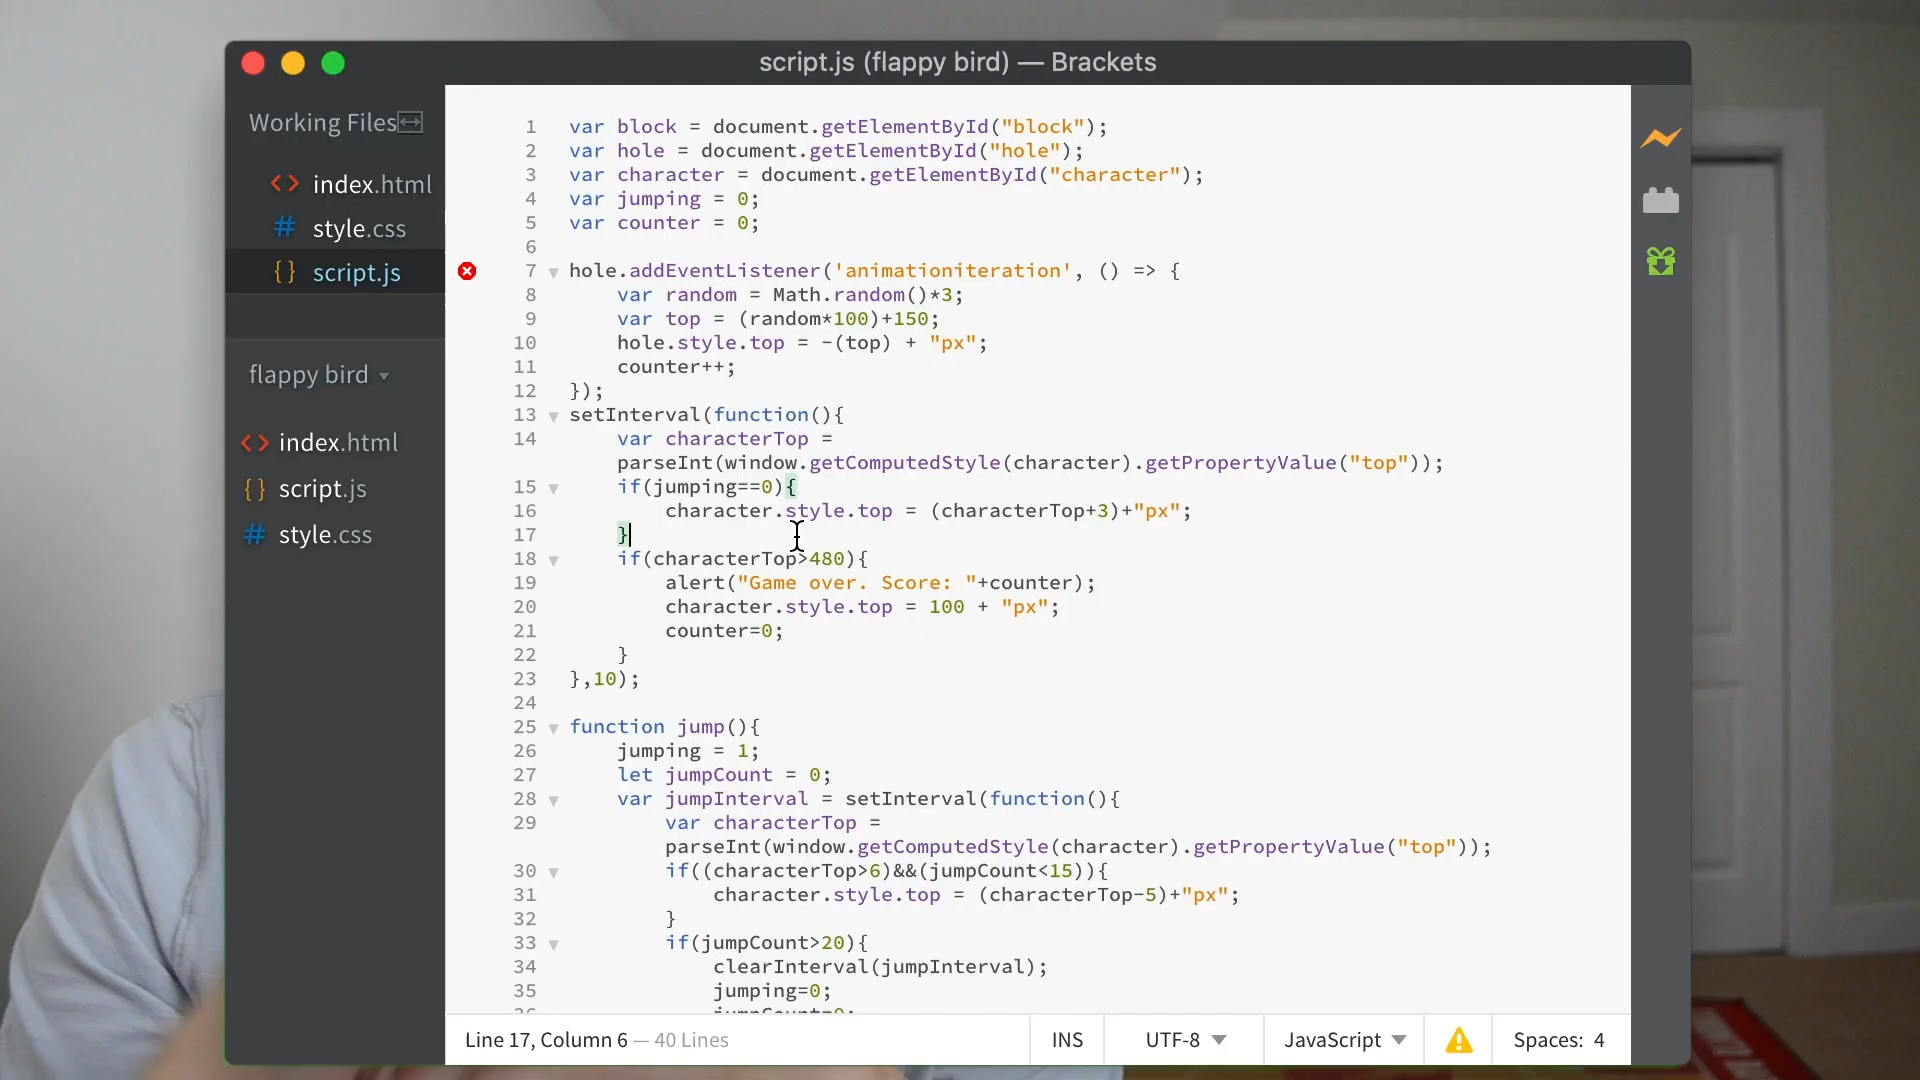 script.js (flappy bird) — Brackets
Working Files
index.html
style.css
script.js
flappy bird
index.html
script.js
style.css
1 var block = document.getElementById("block");
2 var hole = document.getElementById("hole");
3 var character = document.getElementById("character");
4 var jumping = 0;
5 var counter = 0;
6
7 hole.addEventListener('animationiteration', () => {
8 var random = Math.random()*3;
9 var top = (random*100)+150;
10 hole.style.top = -(top) + "px";
11 counter++;
12 });
13 setInterval(function(){
14 var characterTop =
parseInt(window.getComputedStyle(character).getPropertyValue("top"));
15 if(jumping==0){
16 character.style.top = (characterTop+3)+"px";
17 }
18 if(characterTop>480){
19 alert("Game over. Score: "+counter);
20 character.style.top = 100 + "px";
21 counter=0;
22 }
23 },10);
24
25 function jump(){
26 jumping = 1;
27 let jumpCount = 0;
28 var jumpInterval = setInterval(function(){
29 var characterTop =
parseInt(window.getComputedStyle(character).getPropertyValue("top"));
30 if((characterTop>6)&&(jumpCount<15)){
31 character.style.top = (characterTop-5)+"px";
32 }
33 if(jumpCount>20){
34 clearInterval(jumpInterval);
35 jumping=0;
Line 17, Column 6 — 40 Lines
INS
UTF-8
JavaScript
Spaces: 4